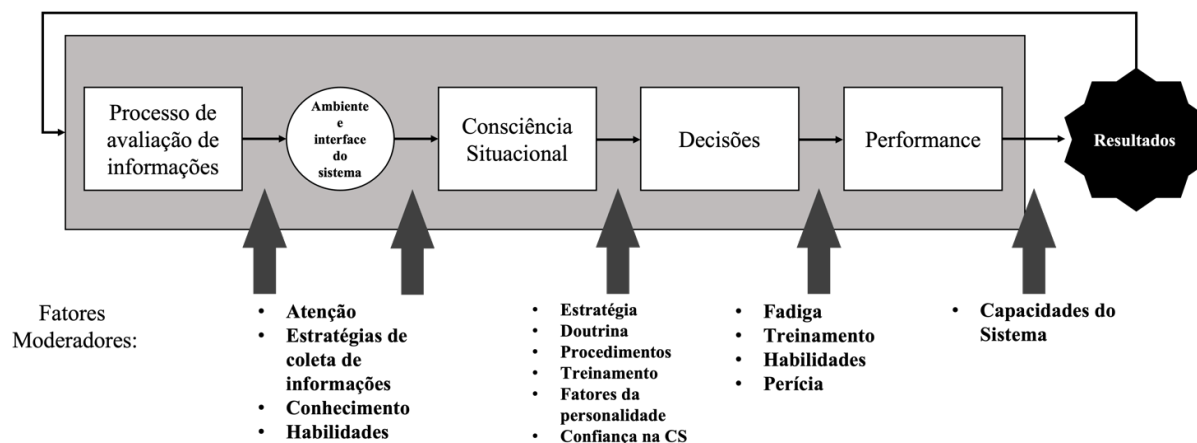 Processo de
avaliação de
informações
Ambiente
e
interface
do
sistema
Consciência
Situacional
Decisões
Performance
Resultados
Fatores
Moderadores:
• Atenção
• Estratégias de
coleta de
informações
• Conhecimento
• Habilidades
• Estratégia
• Doutrina
• Procedimentos
• Treinamento
• Fatores da
personalidade
• Confiança na CS
• Fadiga
• Treinamento
• Habilidades
• Perícia
• Capacidades do
Sistema